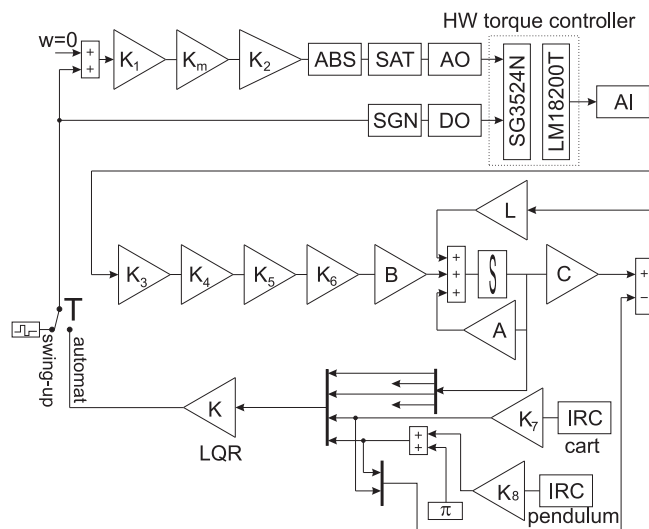 HW torque controller
w=0
+
+
K1
Km
K2
ABS
SAT
AO
SG3524N
LM18200T
AI
SGN
DO
L
K3
K4
K5
K6
B
+
+
+
∫
C
+
−
A
T
swing-up
automat
K
LQR
K7
IRC
cart
+
+
π
K8
IRC
pendulum